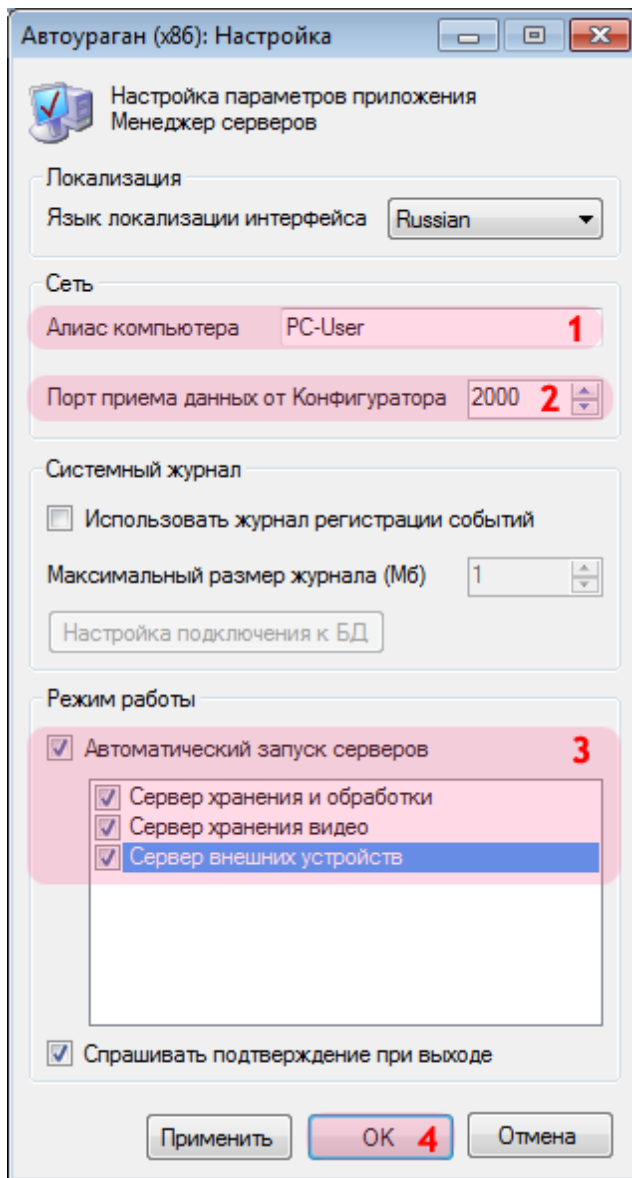 Автоураган (x86): Настройка
Настройка параметров приложения
Менеджер серверов
Локализация
Язык локализации интерфейса Russian
Сеть
Алиас компьютера PC-User 1
Порт приема данных от Конфигуратора 2000 2
Системный журнал
Использовать журнал регистрации событий
Максимальный размер журнала (Мб) 1
Настройка подключения к БД
Режим работы
Автоматический запуск серверов 3
Сервер хранения и обработки
Сервер хранения видео
Сервер внешних устройств
Спрашивать подтверждение при выходе
Применить OK 4 Отмена